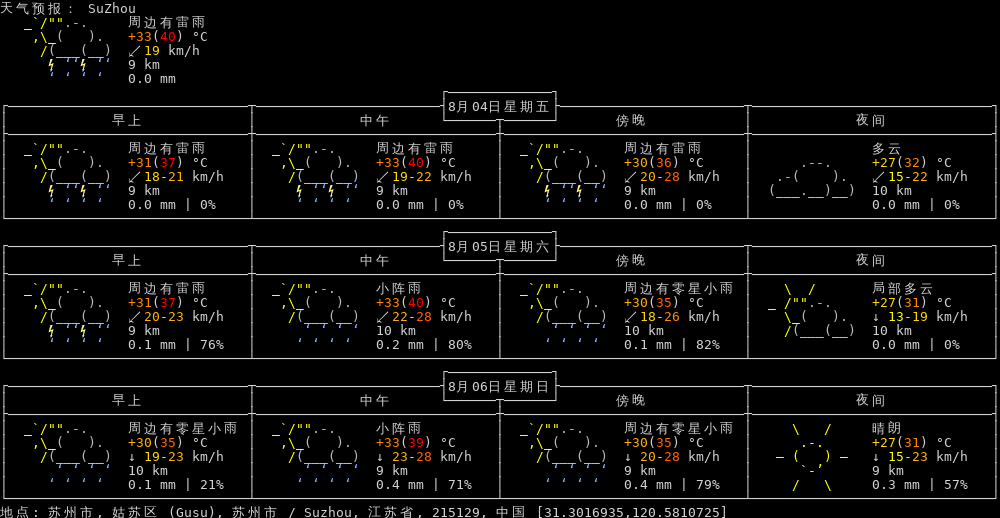 天气预报: SuZhou
周边有雷雨
+33(40) °C
↙19 km/h
9 km
0.0 mm
8月04日星期五
早上 中午 傍晚 夜间
周边有雷雨 周边有雷雨 周边有雷雨 多云
+31(37) °C +33(40) °C +30(36) °C +27(32) °C
↙18-21 km/h ↙19-22 km/h ↙20-28 km/h ↙15-22 km/h
9 km 9 km 9 km 10 km
0.0 mm | 0% 0.0 mm | 0% 0.0 mm | 0% 0.0 mm | 0%
8月05日星期六
早上 中午 傍晚 夜间
周边有雷雨 小阵雨 周边有零星小雨 局部多云
+31(37) °C +33(40) °C +30(35) °C +27(31) °C
↙20-23 km/h ↙22-28 km/h ↙18-26 km/h ↓ 13-19 km/h
9 km 10 km 10 km 10 km
0.1 mm | 76% 0.2 mm | 80% 0.1 mm | 82% 0.0 mm | 0%
8月06日星期日
早上 中午 傍晚 夜间
周边有零星小雨 小阵雨 周边有零星小雨 晴朗
+30(35) °C +33(39) °C +30(35) °C +27(31) °C
↓ 19-23 km/h ↓ 23-28 km/h ↓ 20-28 km/h ↓ 15-23 km/h
10 km 9 km 9 km 9 km
0.1 mm | 21% 0.4 mm | 71% 0.4 mm | 79% 0.3 mm | 57%
地点: 苏州市, 姑苏区 (Gusu), 苏州市 / Suzhou, 江苏省, 215129, 中国 [31.3016935,120.5810725]